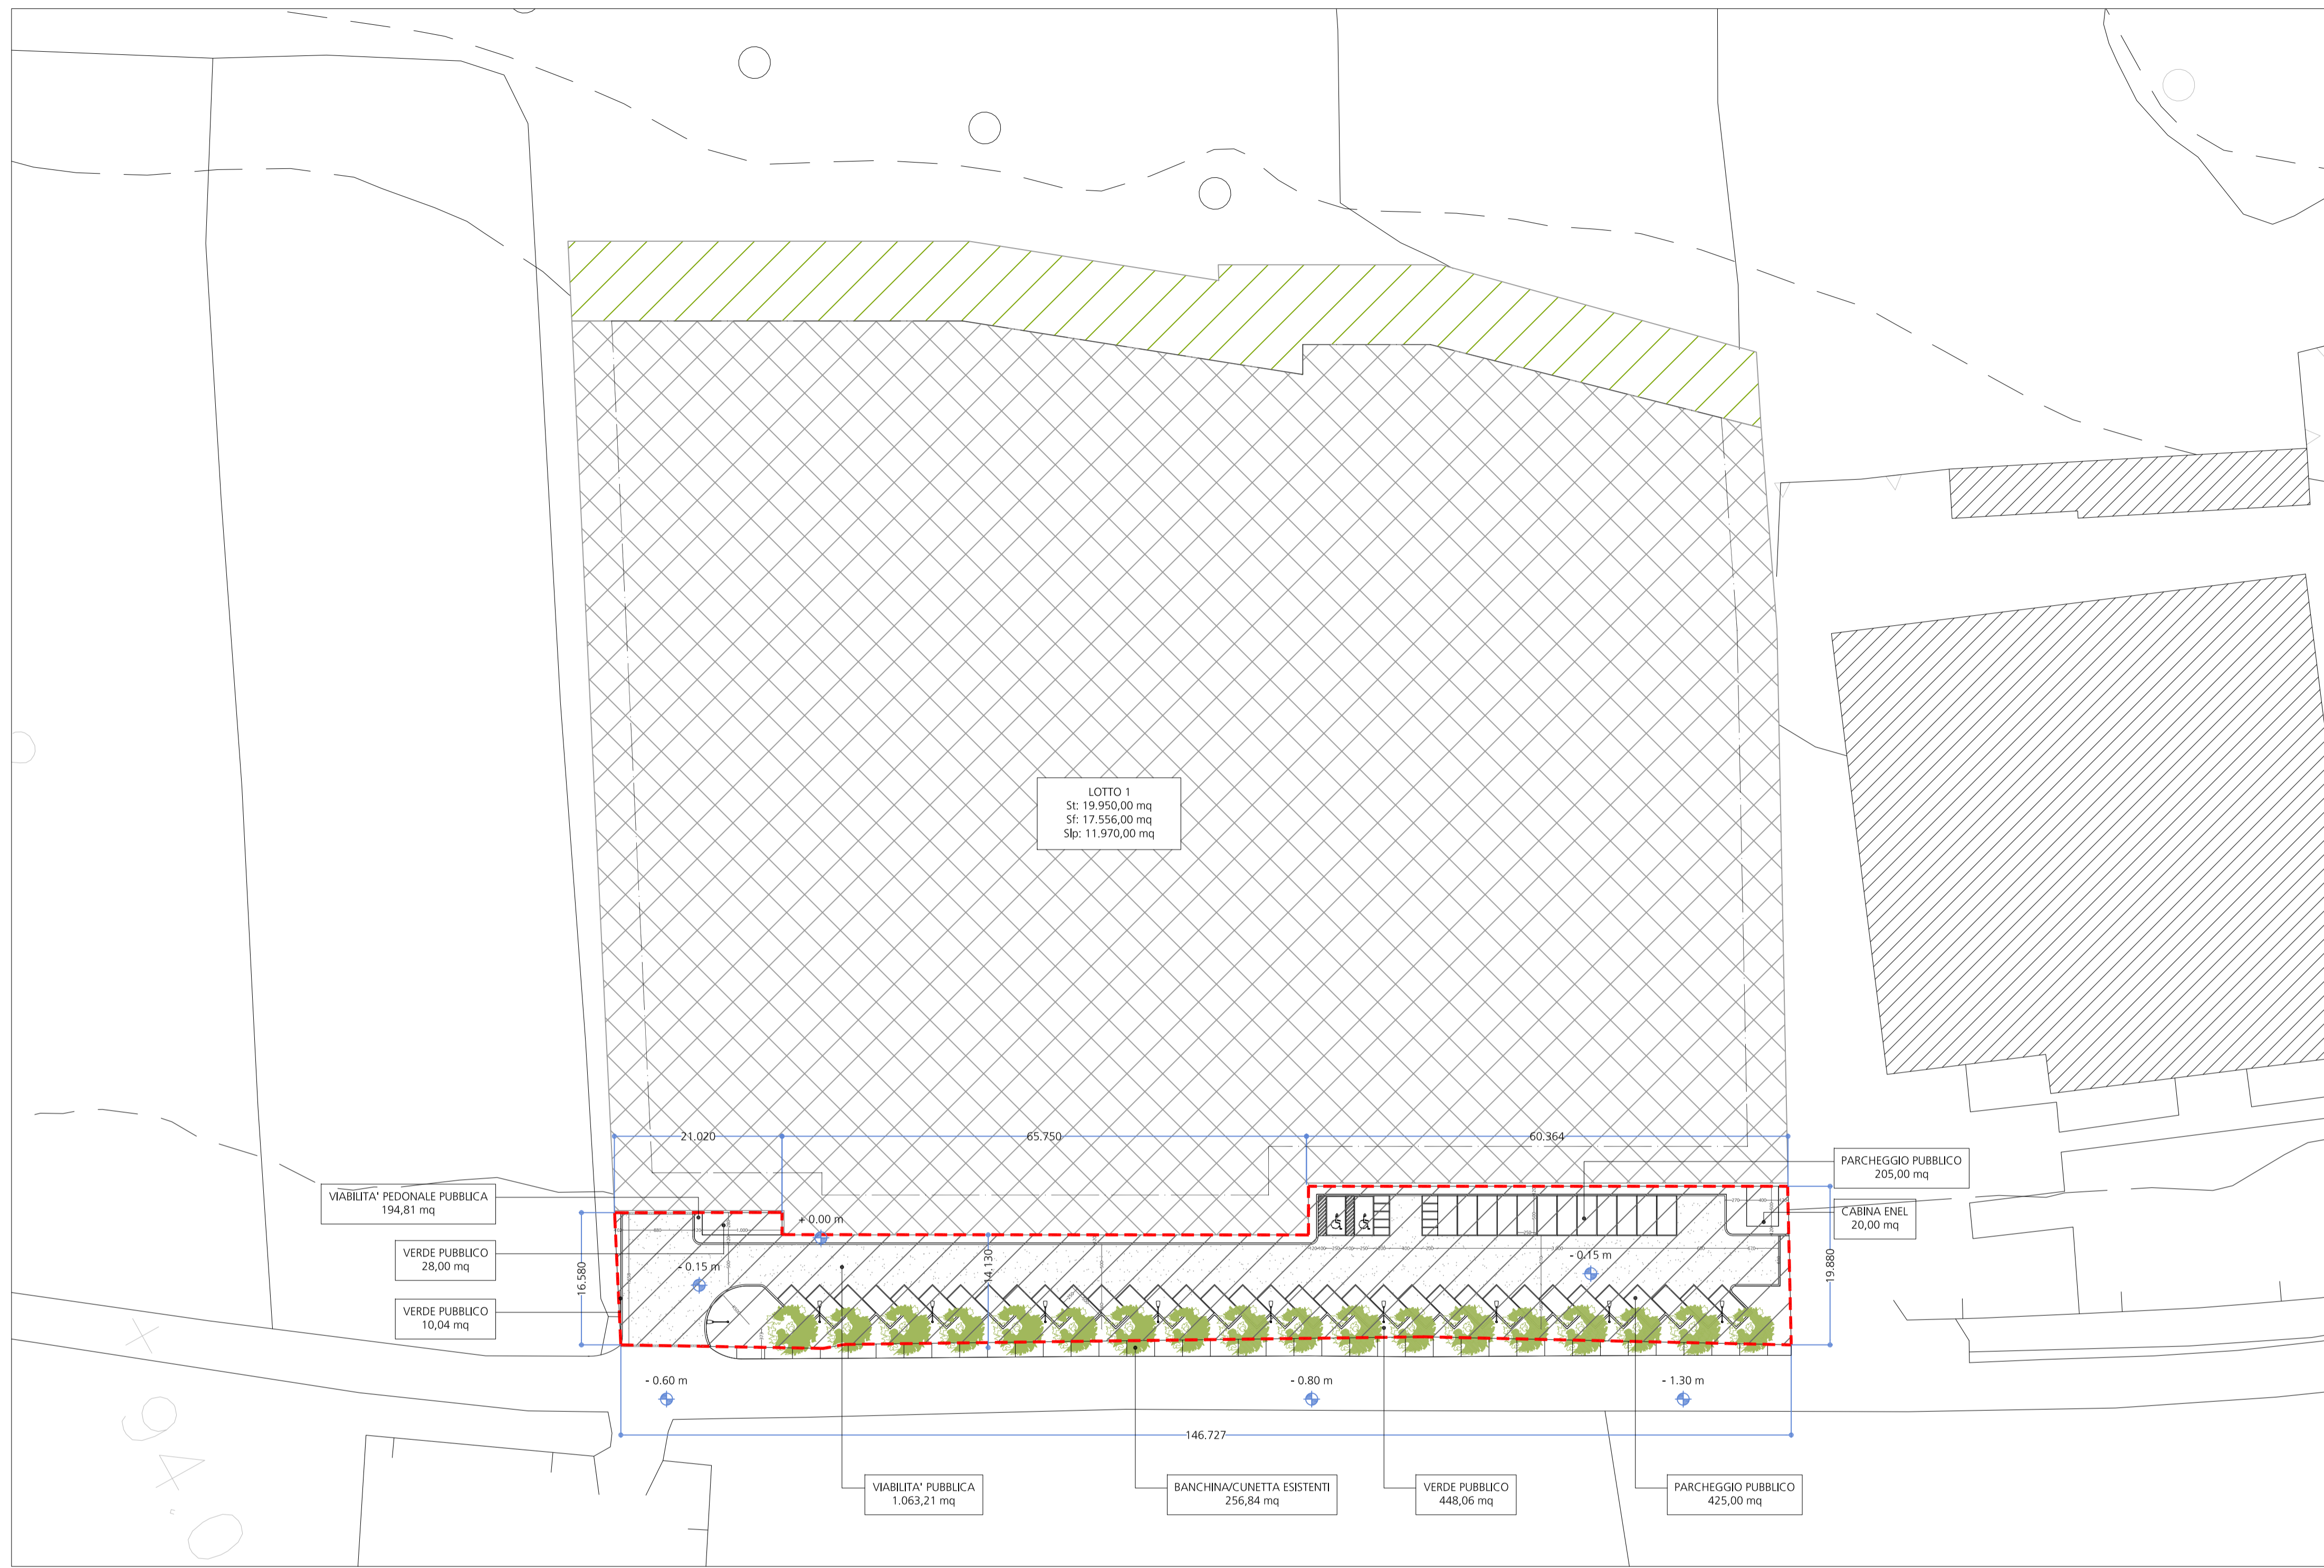 LOTTO 1
St: 19.950,00 mq
Sf: 17.556,00 mq
Slp: 11.970,00 mq
21.020
65.750
60.364
PARCHEGGIO PUBBLICO
205,00 mq
VIABILITA' PEDONALE PUBBLICA
194,81 mq
CABINA ENEL
20,00 mq
+ 0.00 m
VERDE PUBBLICO
28,00 mq
- 0.15 m
- 0.15 m
16.580
14.130
19.880
VERDE PUBBLICO
10,04 mq
- 0.60 m
- 0.80 m
- 1.30 m
146.727
VIABILITA' PUBBLICA
1.063,21 mq
BANCHINA/CUNETTA ESISTENTI
256,84 mq
VERDE PUBBLICO
448,06 mq
PARCHEGGIO PUBBLICO
425,00 mq